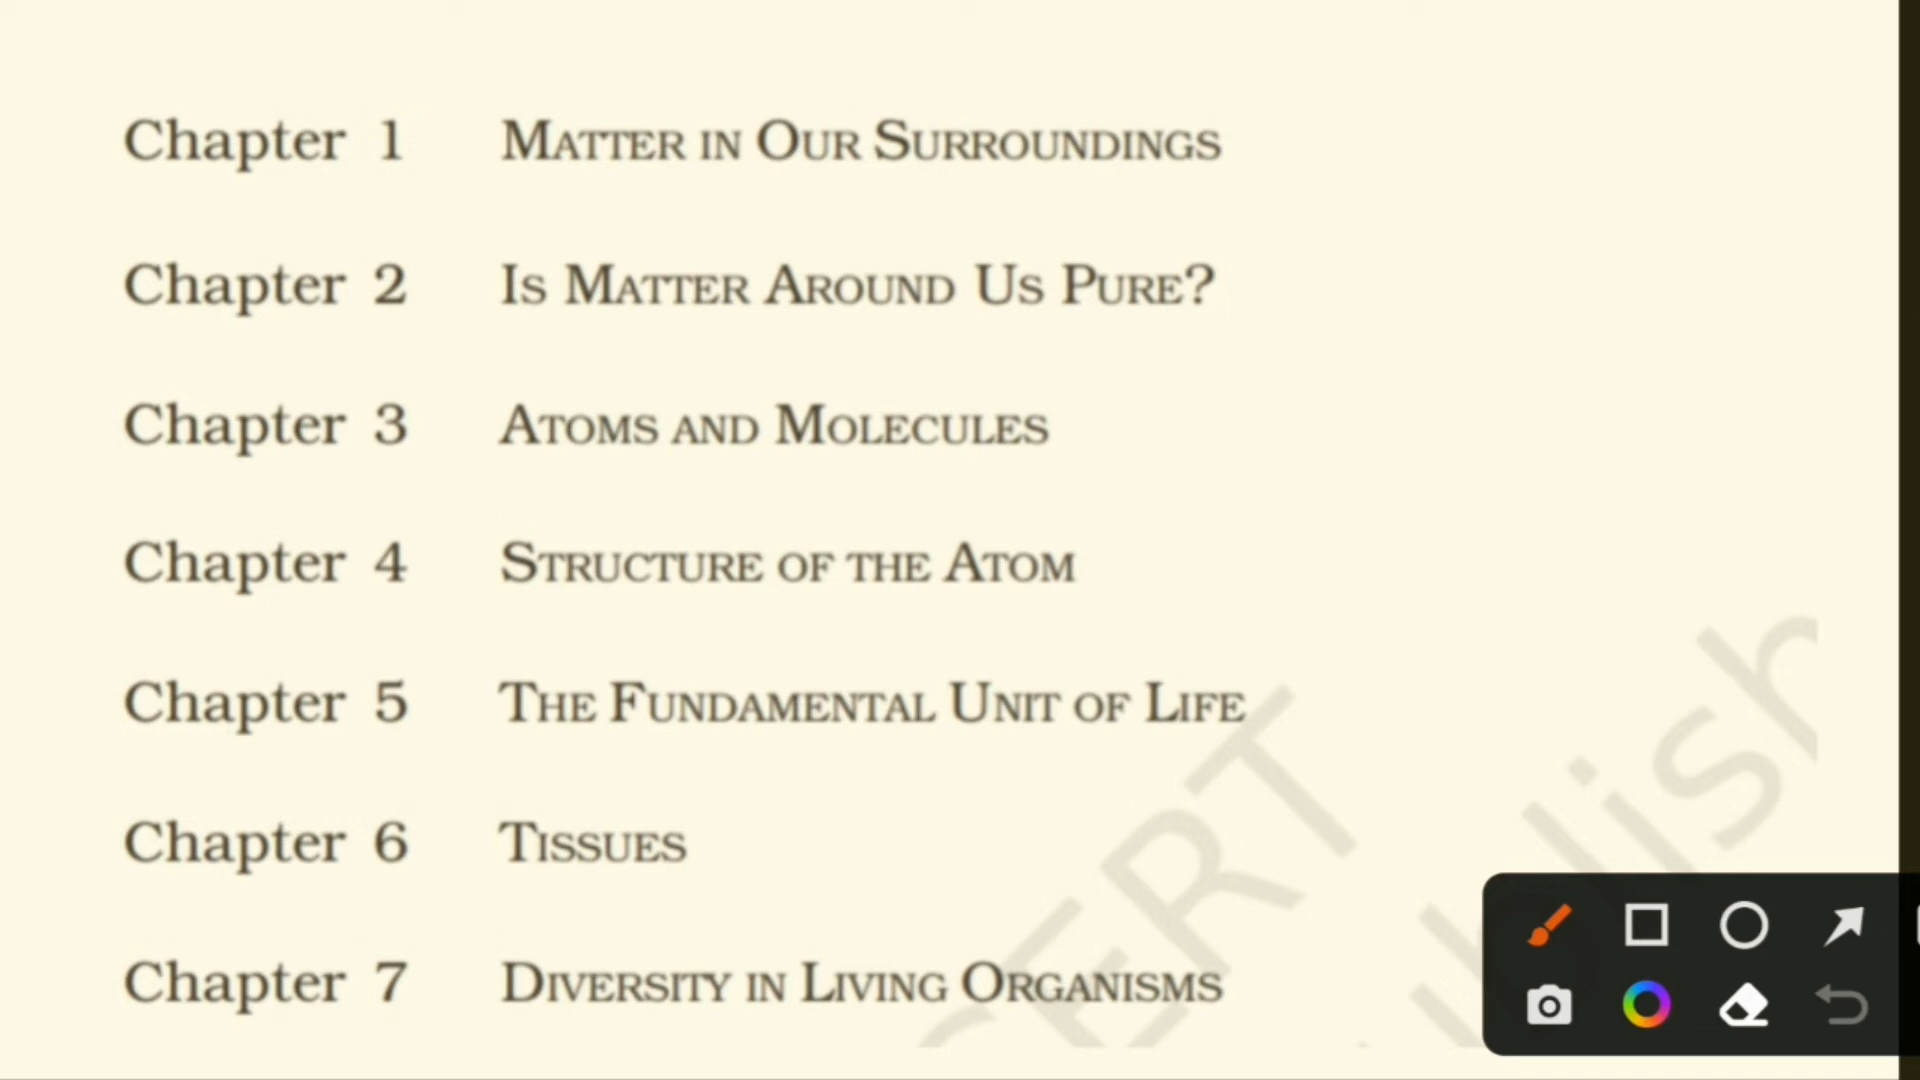 Chapter 1 Matter in Our Surroundings
Chapter 2 Is Matter Around Us Pure?
Chapter 3 Atoms and Molecules
Chapter 4 Structure of the Atom
Chapter 5 The Fundamental Unit of Life
Chapter 6 Tissues
Chapter 7 Diversity in Living Organisms